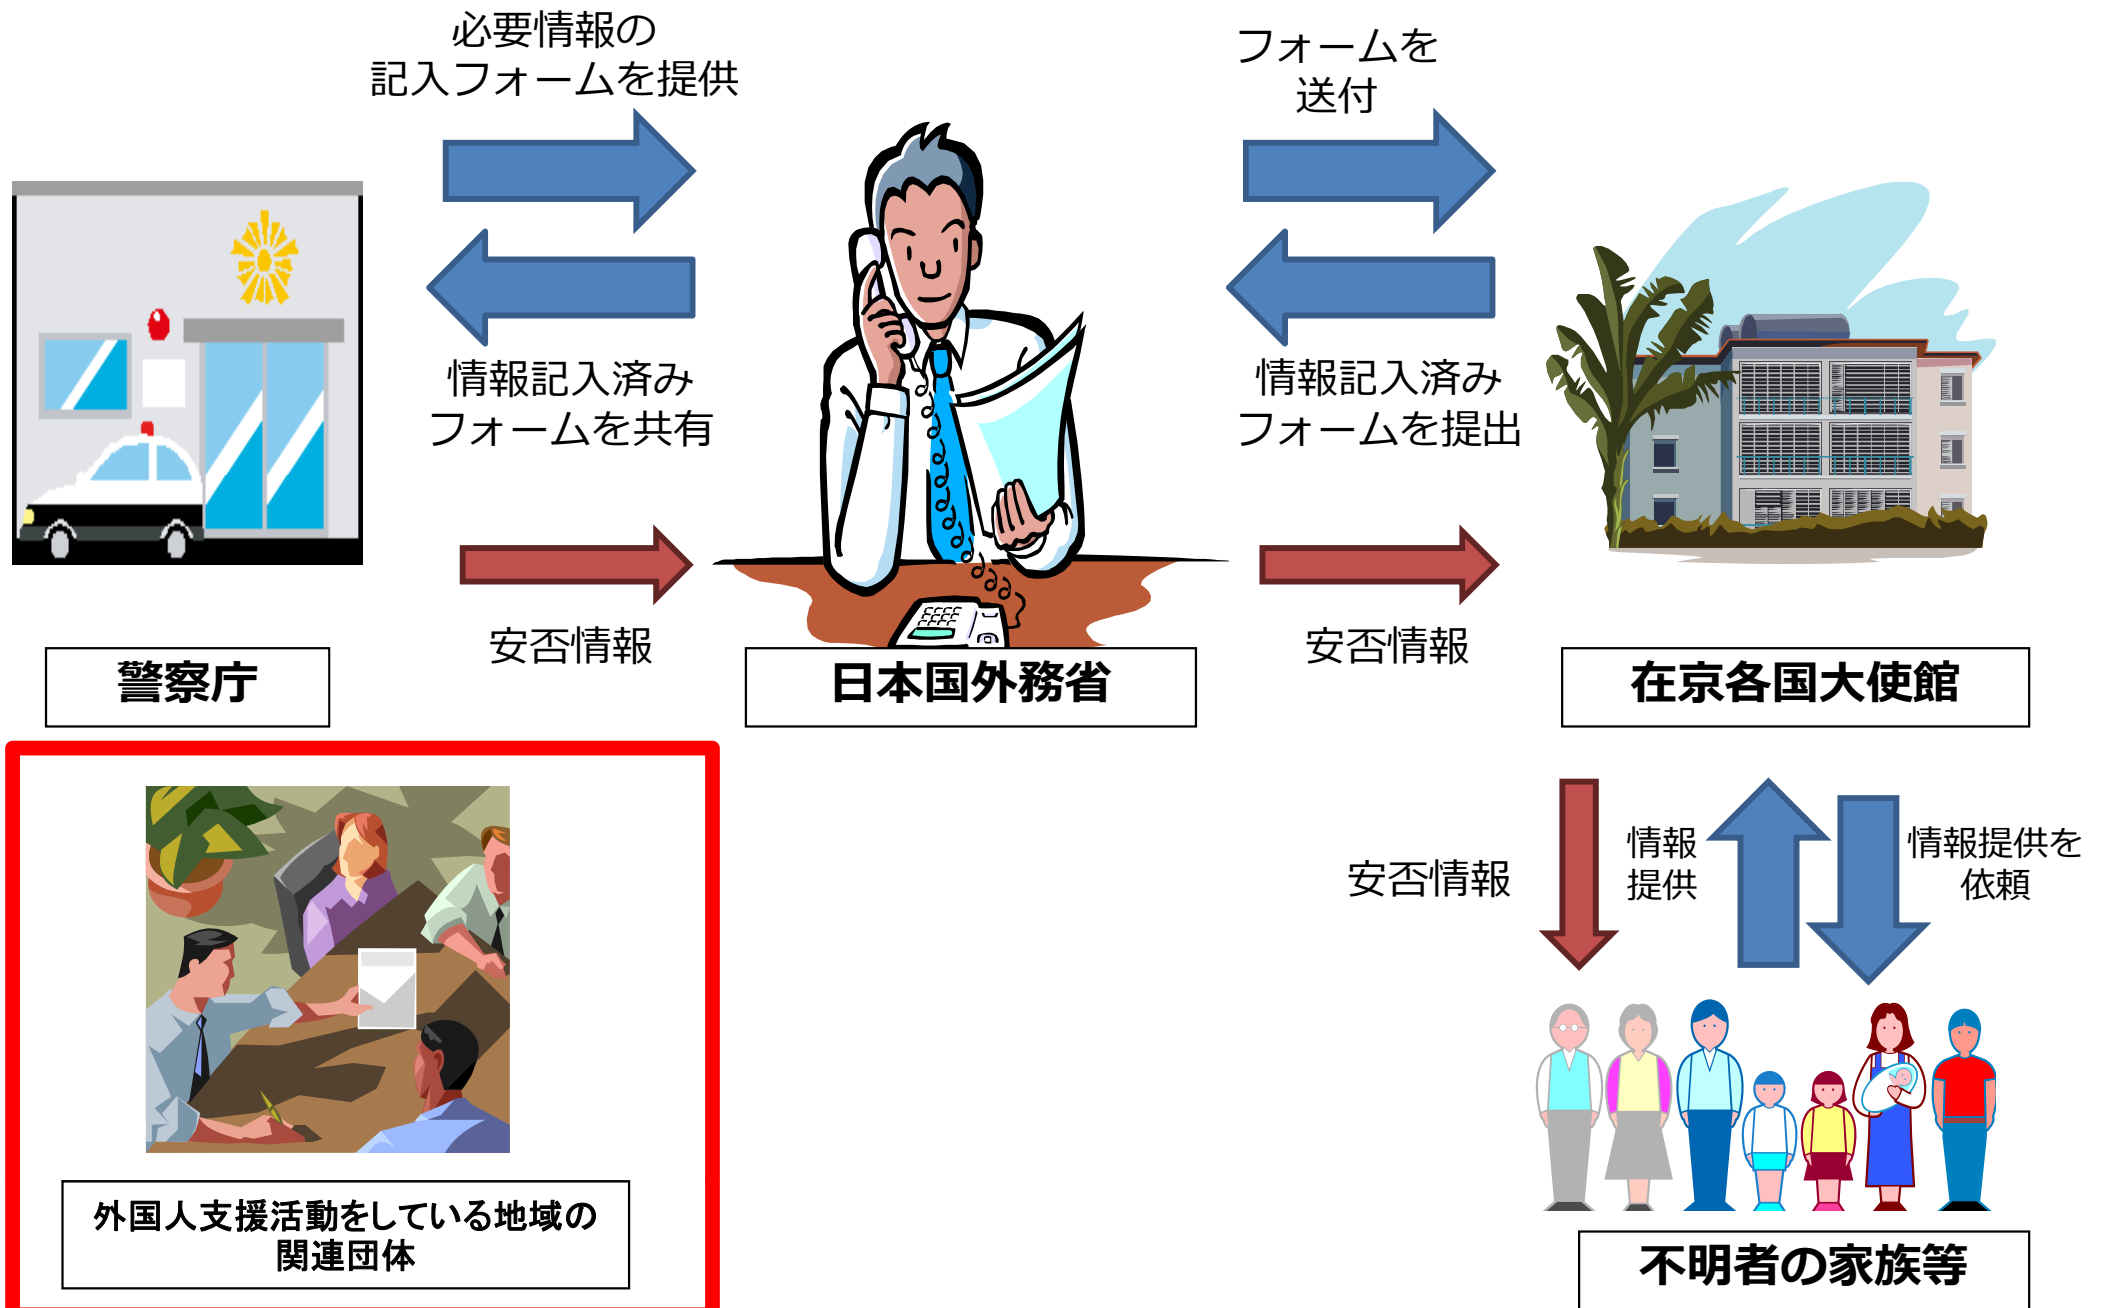 必要情報の
記入フォームを提供
フォームを
送付
情報記入済み
フォームを共有
情報記入済み
フォームを提出
安否情報
安否情報
警察庁
日本国外務省
在京各国大使館
安否情報
情報
提供
情報提供を
依頼
外国人支援活動をしている地域の
関連団体
不明者の家族等